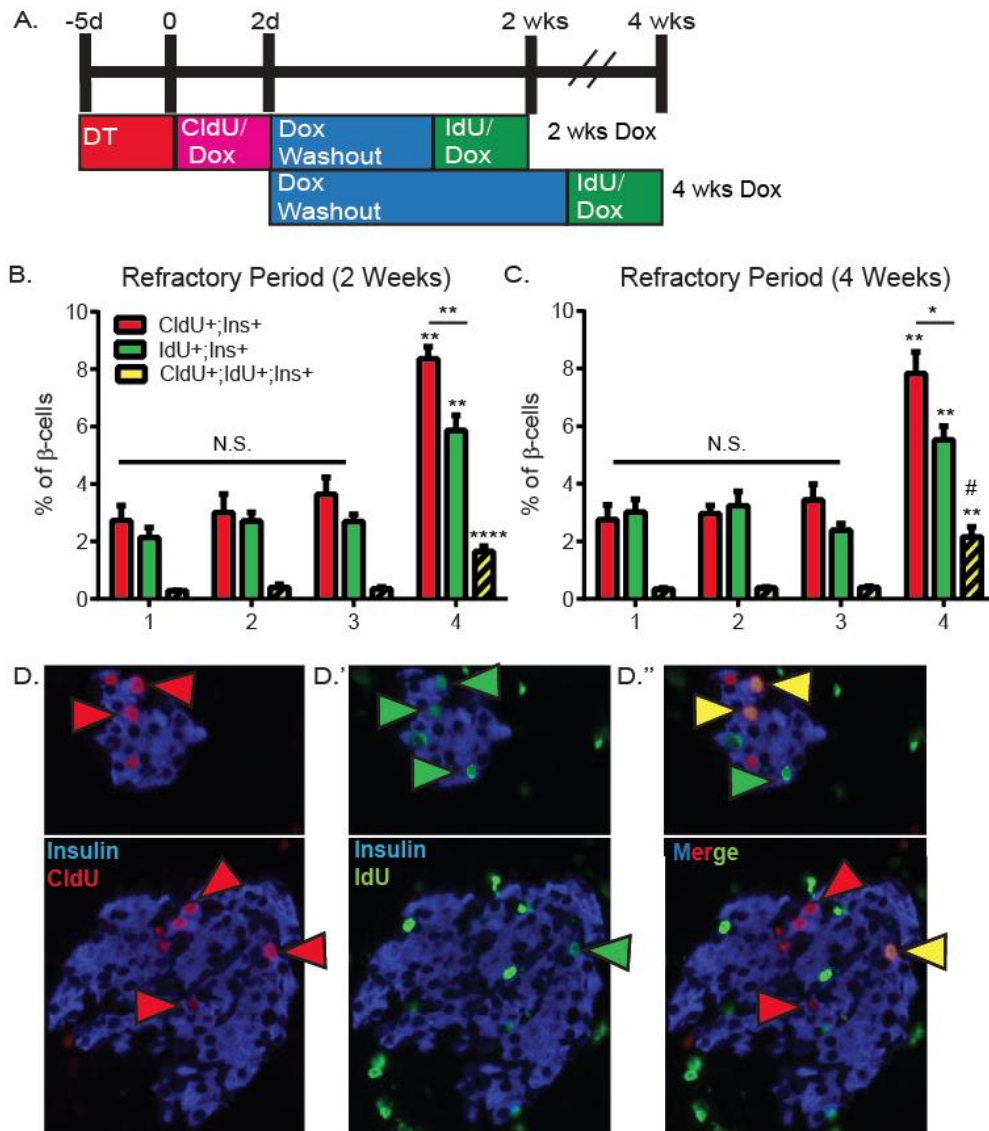 A.
-5d 0 2d 2 wks 4 wks
DT
CldU/
Dox
Dox
Washout
IdU/
Dox
2 wks Dox
Dox
Washout
IdU/
Dox
4 wks Dox
B.
Refractory Period (2 Weeks)
% of β-cells
10
8
6
4
2
0
CldU+;Ins+
IdU+;Ins+
CldU+;IdU+;Ins+
N.S.
**
**
**
****
1 2 3 4
C.
Refractory Period (4 Weeks)
% of β-cells
10
8
6
4
2
0
N.S.
*
**
**
#
**
1 2 3 4
D. D.' D."
Insulin
CldU
Insulin
IdU
Merge